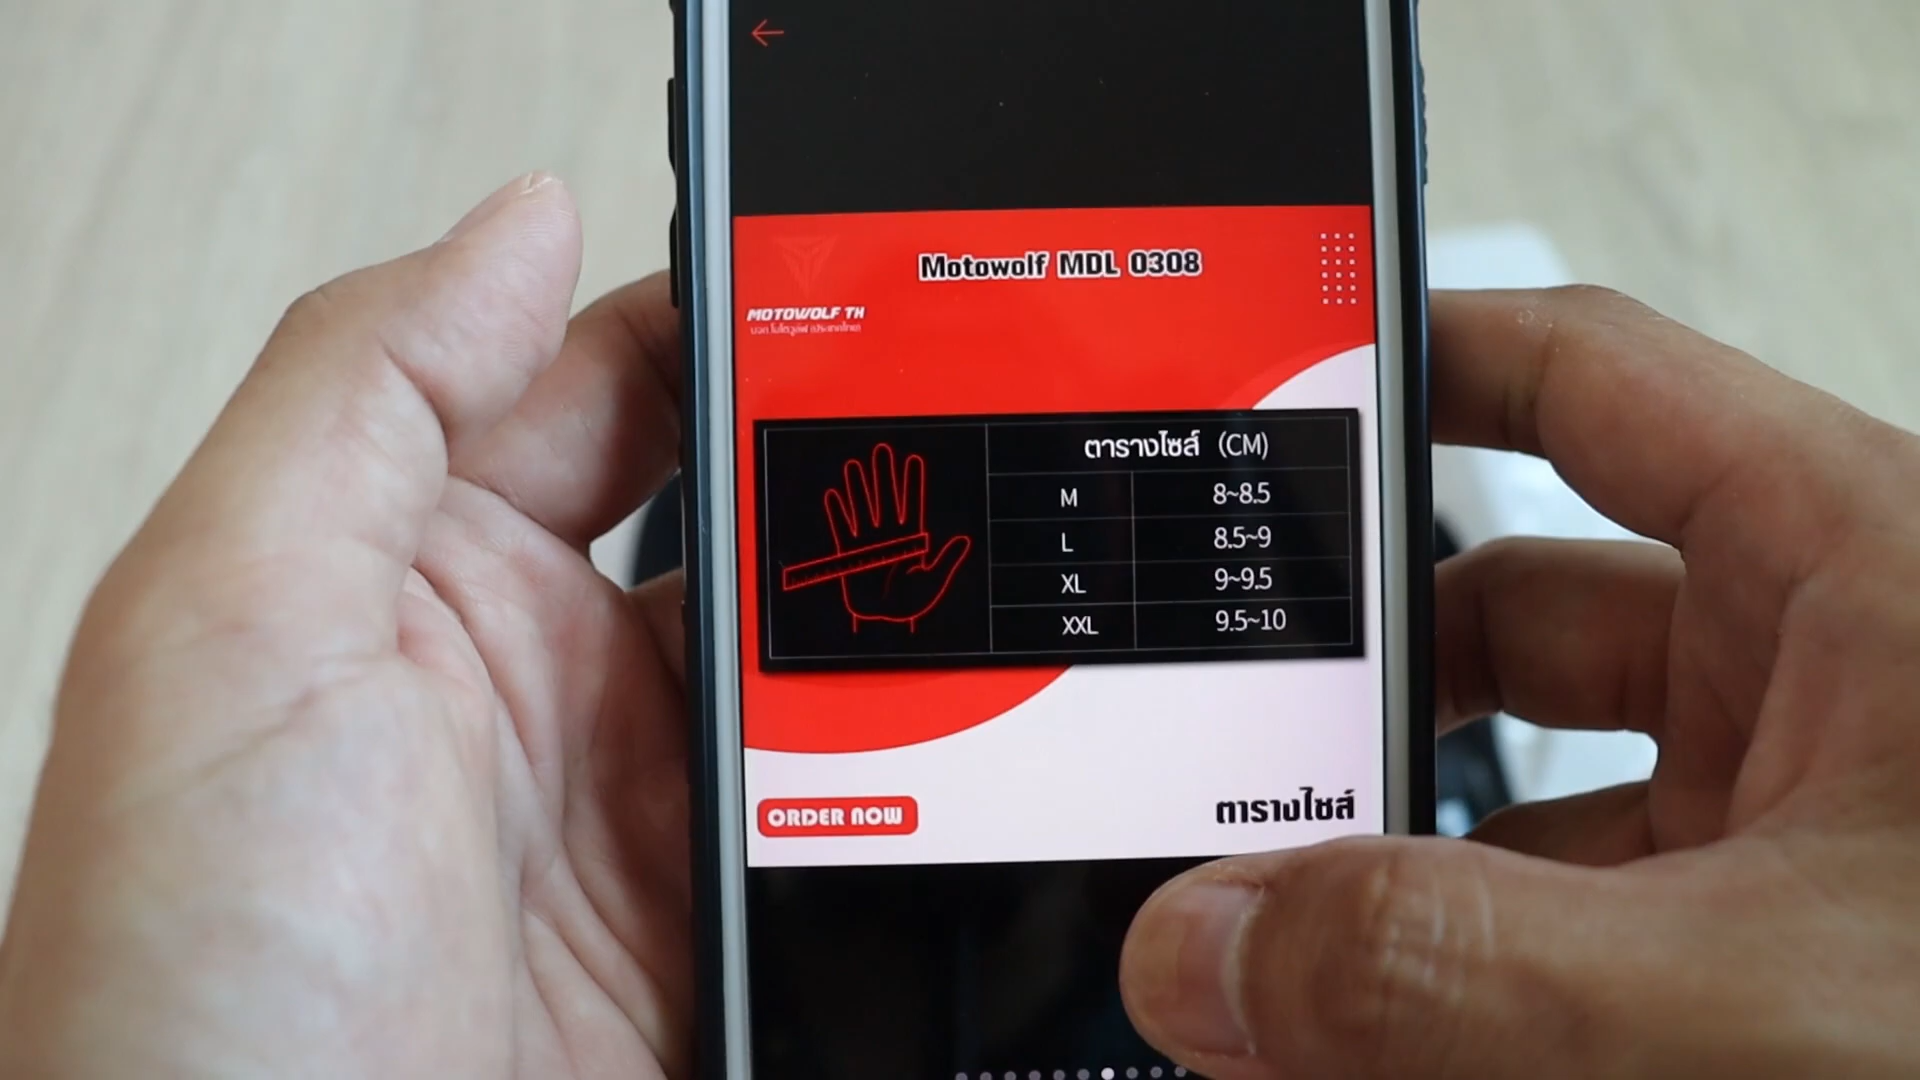 Motowolf MDL 0308
MOTOWOLF TH
ตารางไซส์ (CM)
M 8~8.5
L 8.5~9
XL 9~9.5
XXL 9.5~10
ORDER NOW
ตารางไซส์